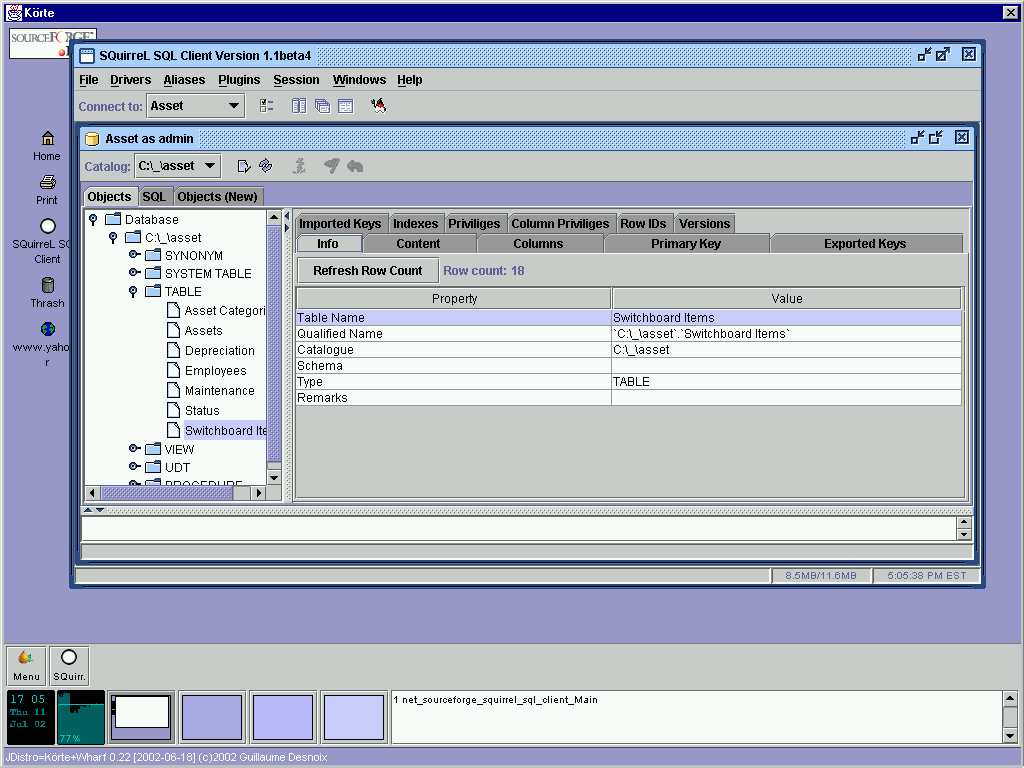 Körte
SOURCEFORGE
SQuirreL SQL Client Version 1.1beta4
File Drivers Aliases Plugins Session Windows Help
Connect to: Asset
Asset as admin
Catalog: C:\_\asset
Objects SQL Objects (New)
Home
Print
SQuirreL SQ
Client
Thrash
www.yaho
r
Database
C:\_\asset
SYNONYM
SYSTEM TABLE
TABLE
Asset Categori
Assets
Depreciation
Employees
Maintenance
Status
Switchboard Ite
VIEW
UDT
PROCEDURE
Imported Keys Indexes Priviliges Column Priviliges Row IDs Versions
Info Content Columns Primary Key Exported Keys
Refresh Row Count Row count: 18
Property Value
Table Name Switchboard Items
Qualified Name `C:\_\asset`.`Switchboard Items`
Catalogue C:\_\asset
Schema
Type TABLE
Remarks
8.5MB/11.6MB 5:05:38 PM EST
Menu SQuirr.
17 05
Thu 11
Jul 02
77%
1 net_sourceforge_squirrel_sql_client_Main
JDistro=Körte+Wharf 0.22 [2002-06-18] (c)2002 Guillaume Desnoix